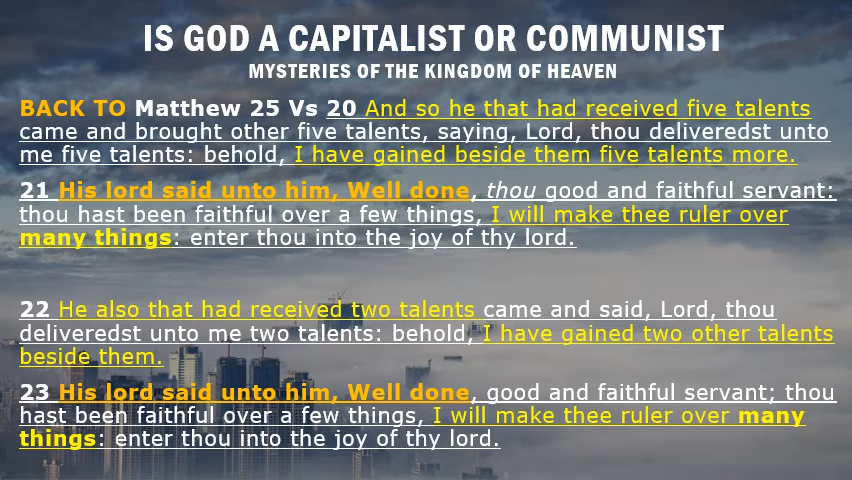 IS GOD A CAPITALIST OR COMMUNIST
MYSTERIES OF THE KINGDOM OF HEAVEN
BACK TO Matthew 25 Vs 20 And so he that had received five talents
came and brought other five talents, saying, Lord, thou deliveredst unto
me five talents: behold, I have gained beside them five talents more.
21 His lord said unto him, Well done, thou good and faithful servant:
thou hast been faithful over a few things, I will make thee ruler over
many things: enter thou into the joy of thy lord.
22 He also that had received two talents came and said, Lord, thou
deliveredst unto me two talents: behold, I have gained two other talents
beside them.
23 His lord said unto him, Well done, good and faithful servant; thou
hast been faithful over a few things, I will make thee ruler over many
things: enter thou into the joy of thy lord.